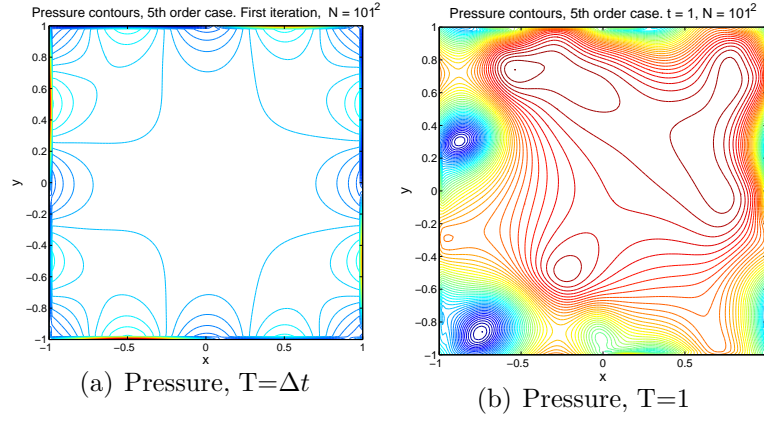 Pressure contours, 5th order case. First iteration, N = 101²
1
0.8
0.6
0.4
0.2
0
-0.2
-0.4
-0.6
-0.8
-1
y
-1 -0.5 0 0.5 1
x
(a) Pressure, T=Δt
Pressure contours, 5th order case. t = 1, N = 101²
1
0.8
0.6
0.4
0.2
0
-0.2
-0.4
-0.6
-0.8
-1
y
-1 -0.5 0 0.5
x
(b) Pressure, T=1